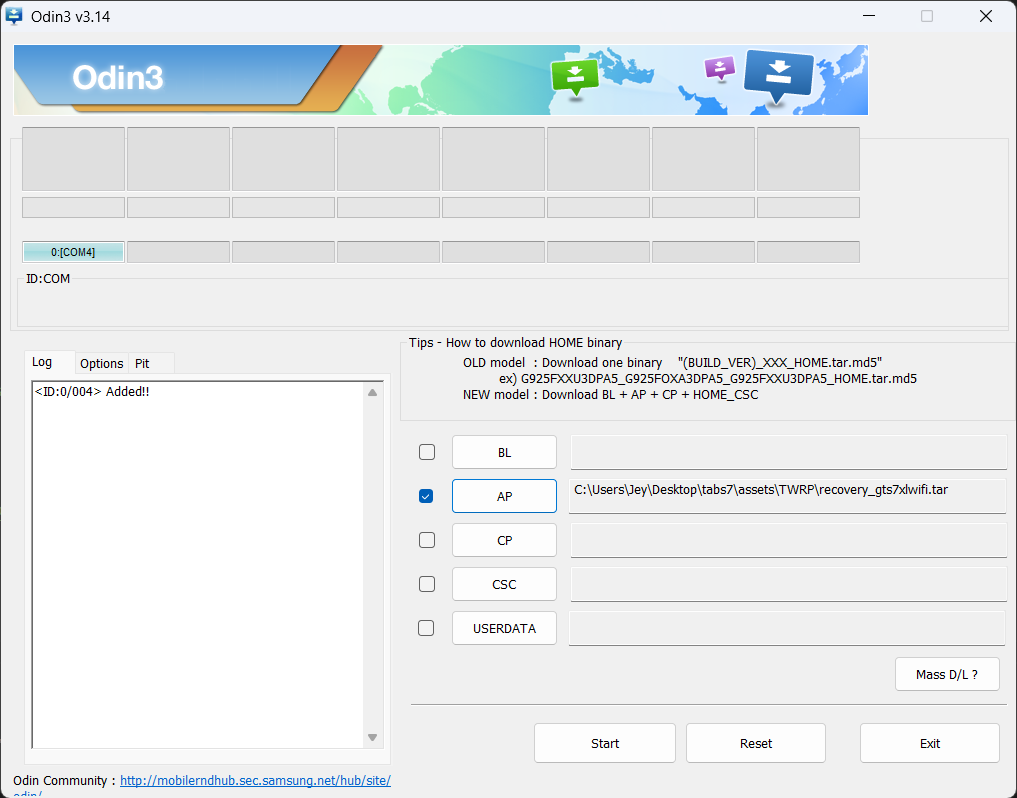 Odin3 v3.14
Odin3
0:[COM4]
ID:COM
Log
Options
Pit
<ID:0/004> Added!!
Tips - How to download HOME binary
OLD model : Download one binary "(BUILD_VER)_XXX_HOME.tar.md5"
ex) G925FXXU3DPA5_G925FOXA3DPA5_G925FXXU3DPA5_HOME.tar.md5
NEW model : Download BL + AP + CP + HOME_CSC
BL
AP
C:\Users\Jey\Desktop\tabs7\assets\TWRP\recovery_gts7xlwifi.tar
CP
CSC
USERDATA
Mass D/L ?
Start
Reset
Exit
Odin Community : http://mobilerndhub.sec.samsung.net/hub/site/
odin/